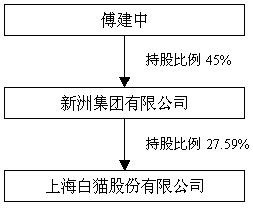 傅建中
持股比例 45%
新洲集团有限公司
持股比例 27.59%
上海白猫股份有限公司